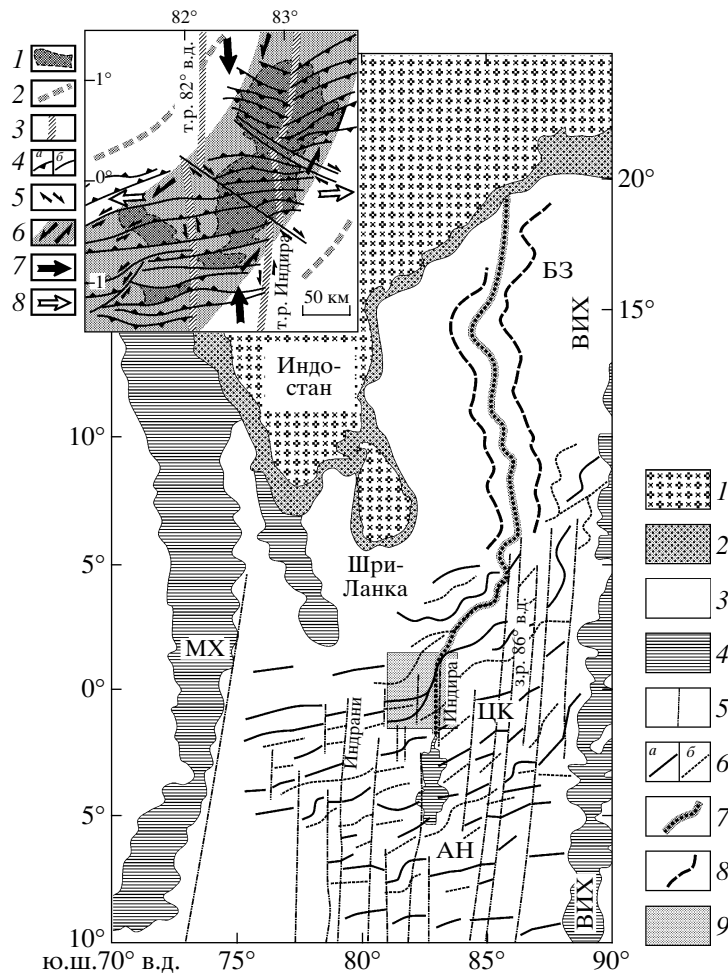 82° 83°
1
2
3
4
а б
5
6
7
8
1°
0°
1
т.р. 82° в.д.
т.р. Индира
50 км
20°
15°
10°
5°
0°
5°
10°
Индо-
стан
Шри-
Ланка
БЗ
ВИХ
МХ
Индрани
Индира
з.р. 86° в.д.
ЦК
АН
ВИХ
1
2
3
4
5
а б
6
7
8
9
ю.ш.70° в.д. 75° 80° 85° 90°